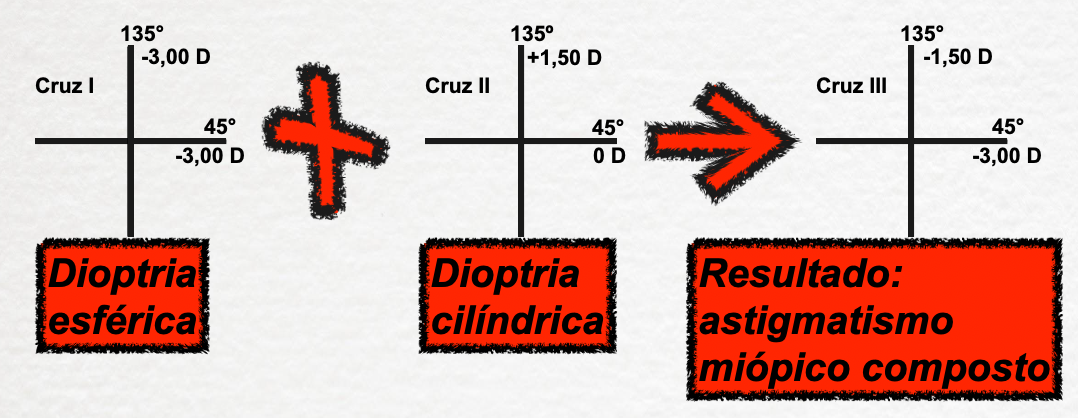 135°
-3,00 D
Cruz I
45°
-3,00 D
Dioptria
esférica
135º
+1,50 D
Cruz II
45°
0 D
Dioptria
cilíndrica
135°
-1,50 D
Cruz III
45°
-3,00 D
Resultado:
astigmatismo
miópico composto